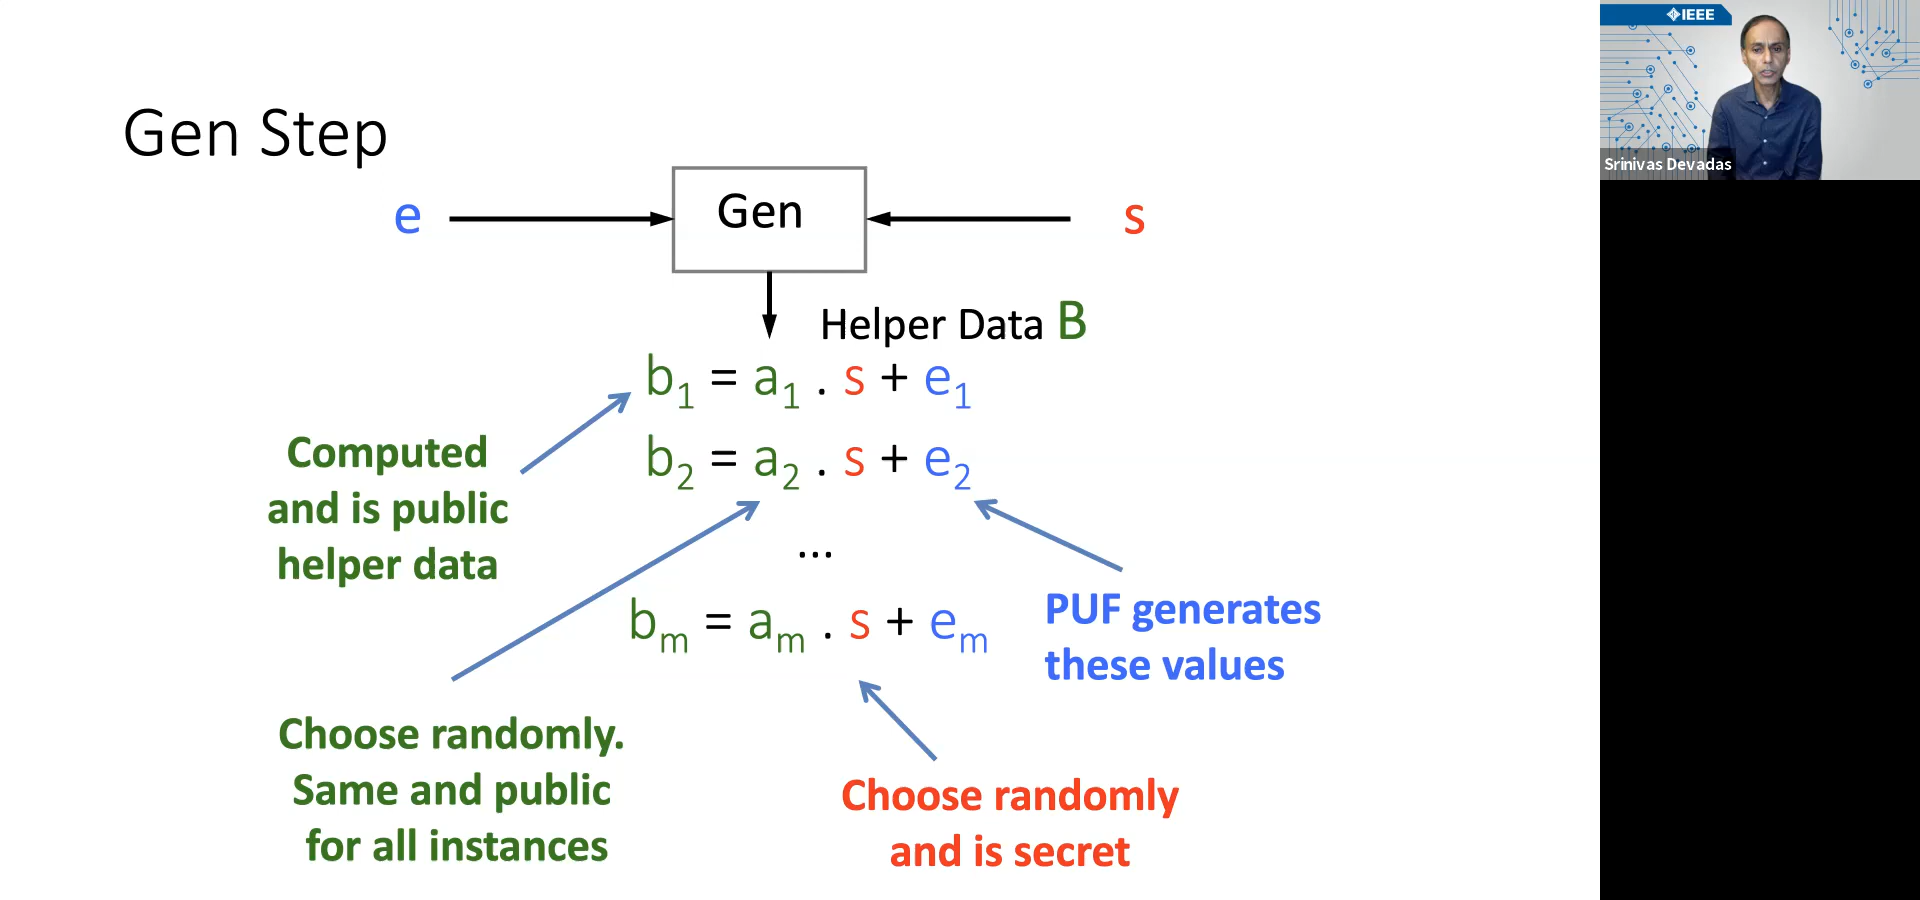 IEEE
Srinivas Devadas
Gen Step
e
Gen
s
Helper Data B
b₁ = a₁ . s + e₁
b₂ = a₂ . s + e₂
...
bₘ = aₘ . s + eₘ
Computed
and is public
helper data
PUF generates
these values
Choose randomly.
Same and public
for all instances
Choose randomly
and is secret